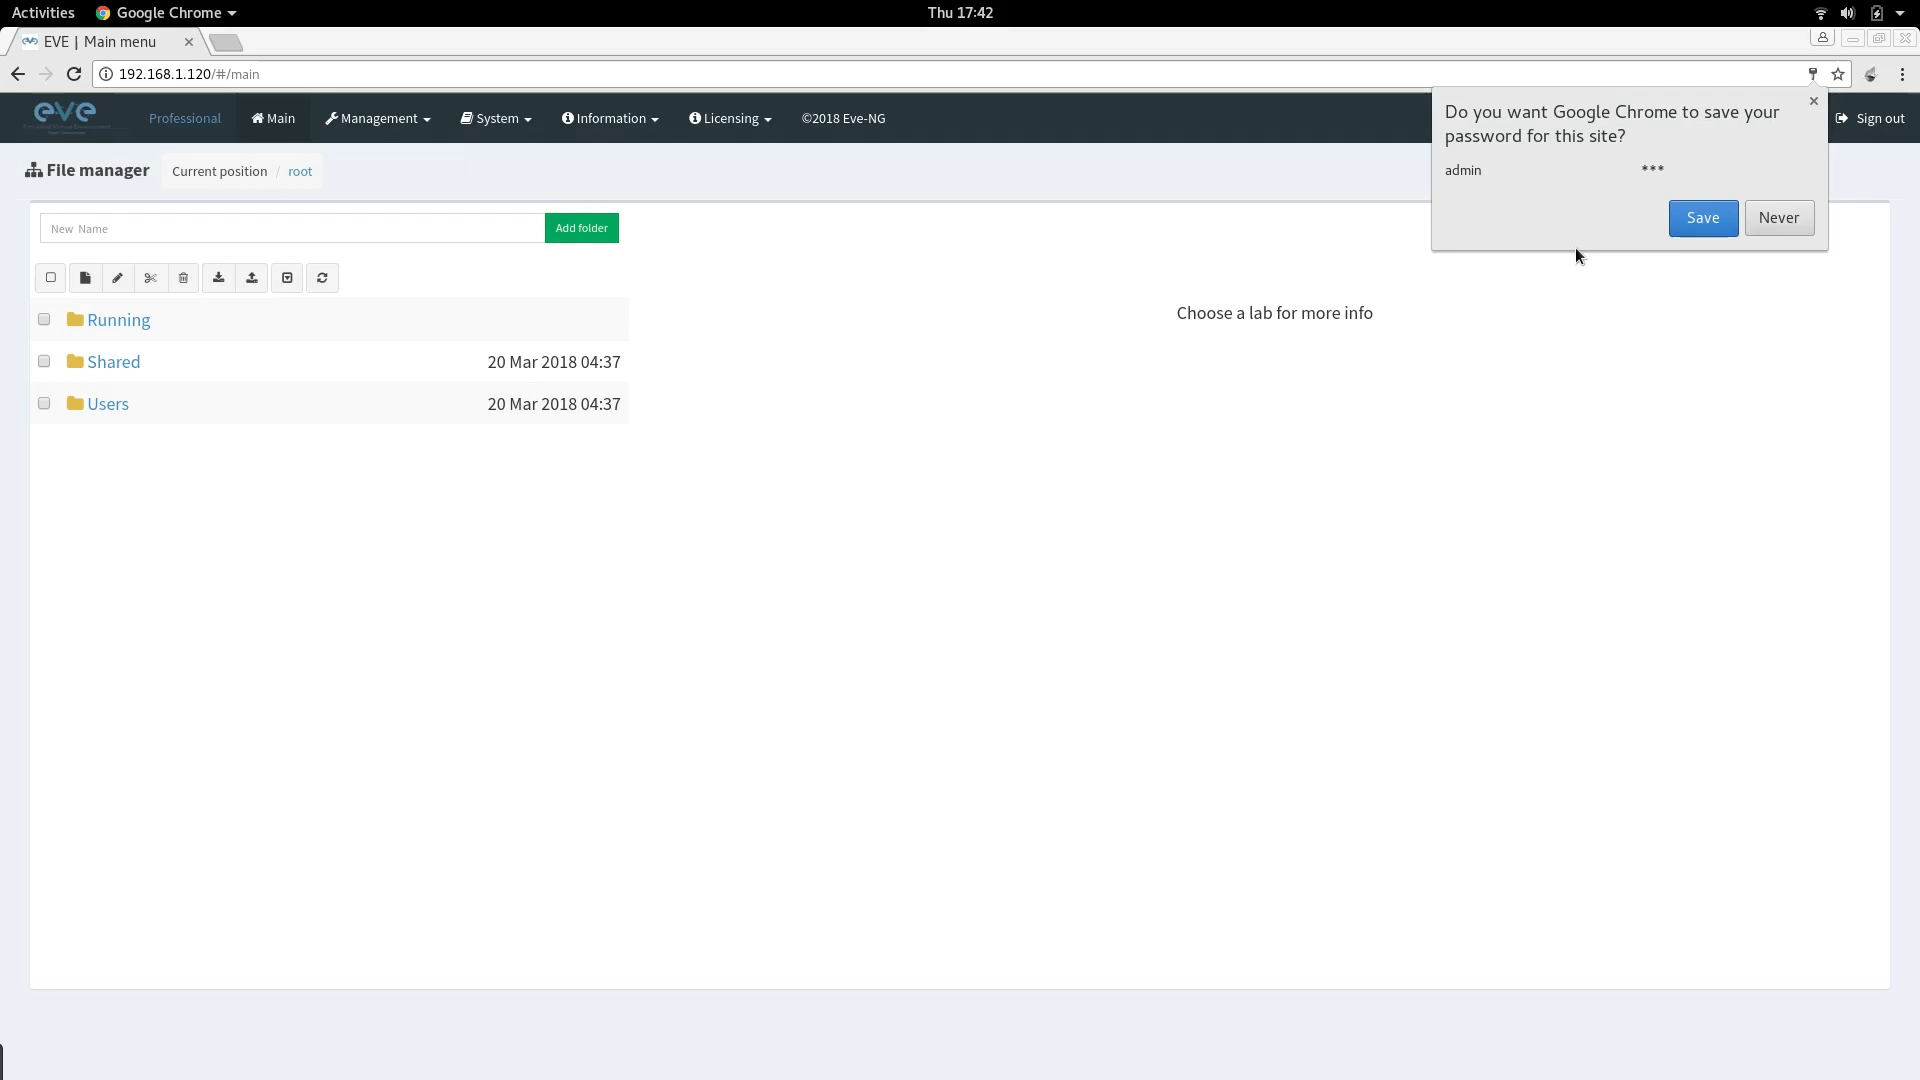 Activities Google Chrome Thu 17:42
EVE | Main menu
192.168.1.120/#/main
eve Professional Main Management System Information Licensing ©2018 Eve-NG Sign out
Do you want Google Chrome to save your
password for this site?
admin ***
Save Never
File manager Current position / root
New Name Add folder
Running
Shared 20 Mar 2018 04:37
Users 20 Mar 2018 04:37
Choose a lab for more info